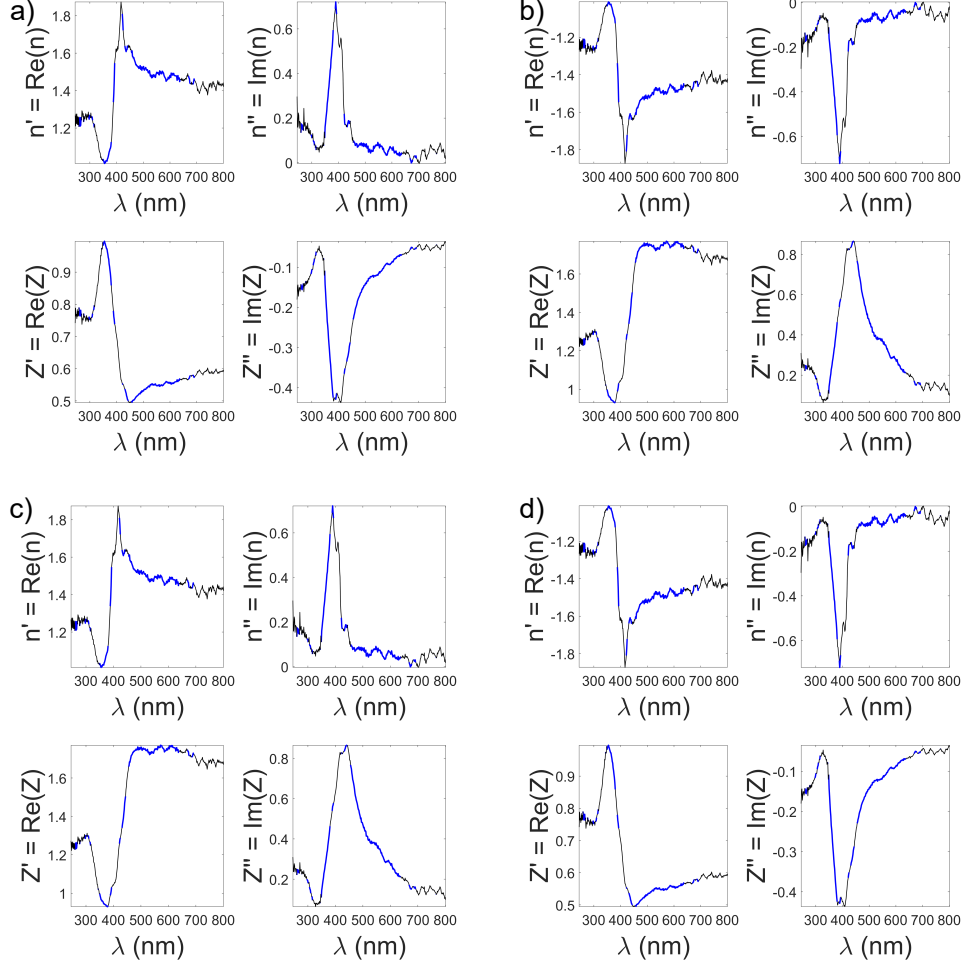 a)
n' = Re(n)
1.8
1.6
1.4
1.2
300 400 500 600 700 800
λ (nm)
n'' = Im(n)
0.6
0.4
0.2
0
300 400 500 600 700 800
λ (nm)
Z' = Re(Z)
0.9
0.8
0.7
0.6
0.5
300 400 500 600 700 800
λ (nm)
Z'' = Im(Z)
-0.1
-0.2
-0.3
-0.4
300 400 500 600 700 800
λ (nm)
b)
n' = Re(n)
-1.2
-1.4
-1.6
-1.8
300 400 500 600 700 800
λ (nm)
n'' = Im(n)
0
-0.2
-0.4
-0.6
300 400 500 600 700 800
λ (nm)
Z' = Re(Z)
1.6
1.4
1.2
1
300 400 500 600 700 800
λ (nm)
Z'' = Im(Z)
0.8
0.6
0.4
0.2
300 400 500 600 700 800
λ (nm)
c)
n' = Re(n)
1.8
1.6
1.4
1.2
300 400 500 600 700 800
λ (nm)
n'' = Im(n)
0.6
0.4
0.2
0
300 400 500 600 700 800
λ (nm)
Z' = Re(Z)
1.6
1.4
1.2
1
300 400 500 600 700 800
λ (nm)
Z'' = Im(Z)
0.8
0.6
0.4
0.2
300 400 500 600 700 800
λ (nm)
d)
n' = Re(n)
-1.2
-1.4
-1.6
-1.8
300 400 500 600 700 800
λ (nm)
n'' = Im(n)
0
-0.2
-0.4
-0.6
300 400 500 600 700 800
λ (nm)
Z' = Re(Z)
0.9
0.8
0.7
0.6
0.5
300 400 500 600 700 800
λ (nm)
Z'' = Im(Z)
-0.1
-0.2
-0.3
-0.4
300 400 500 600 700 800
λ (nm)